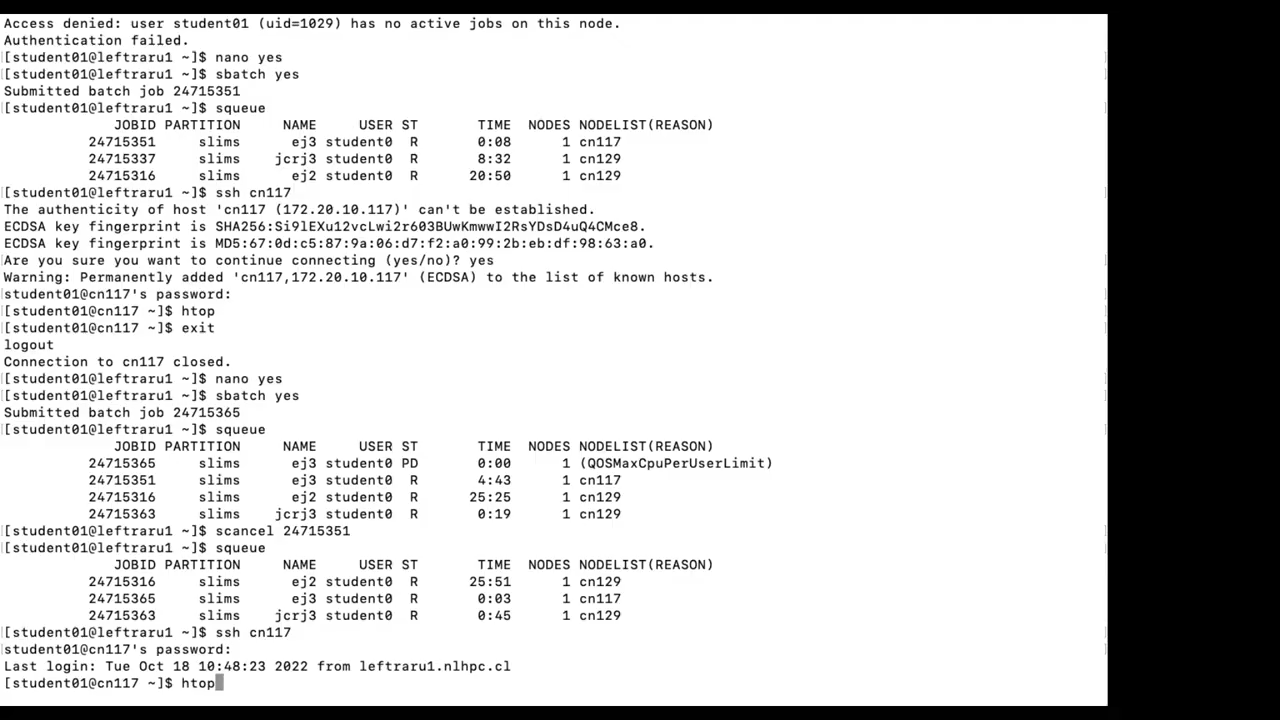 Access denied: user student01 (uid=1029) has no active jobs on this node.
Authentication failed.
[student01@leftraru1 ~]$ nano yes
[student01@leftraru1 ~]$ sbatch yes
Submitted batch job 24715351
[student01@leftraru1 ~]$ squeue
JOBID PARTITION NAME USER ST TIME NODES NODELIST(REASON)
24715351 slims ej3 student0 R 0:08 1 cn117
24715337 slims jcrj3 student0 R 8:32 1 cn129
24715316 slims ej2 student0 R 20:50 1 cn129
[student01@leftraru1 ~]$ ssh cn117
The authenticity of host 'cn117 (172.20.10.117)' can't be established.
ECDSA key fingerprint is SHA256:Si9lEXu12vcLwi2r603BUwKmwwI2RsYDsD4uQ4CMce8.
ECDSA key fingerprint is MD5:67:0d:c5:87:9a:06:d7:f2:a0:99:2b:eb:df:98:63:a0.
Are you sure you want to continue connecting (yes/no)? yes
Warning: Permanently added 'cn117,172.20.10.117' (ECDSA) to the list of known hosts.
student01@cn117's password:
[student01@cn117 ~]$ htop
[student01@cn117 ~]$ exit
logout
Connection to cn117 closed.
[student01@leftraru1 ~]$ nano yes
[student01@leftraru1 ~]$ sbatch yes
Submitted batch job 24715365
[student01@leftraru1 ~]$ squeue
JOBID PARTITION NAME USER ST TIME NODES NODELIST(REASON)
24715365 slims ej3 student0 PD 0:00 1 (QOSMaxCpuPerUserLimit)
24715351 slims ej3 student0 R 4:43 1 cn117
24715316 slims ej2 student0 R 25:25 1 cn129
24715363 slims jcrj3 student0 R 0:19 1 cn129
[student01@leftraru1 ~]$ scancel 24715351
[student01@leftraru1 ~]$ squeue
JOBID PARTITION NAME USER ST TIME NODES NODELIST(REASON)
24715316 slims ej2 student0 R 25:51 1 cn129
24715365 slims ej3 student0 R 0:03 1 cn117
24715363 slims jcrj3 student0 R 0:45 1 cn129
[student01@leftraru1 ~]$ ssh cn117
student01@cn117's password:
Last login: Tue Oct 18 10:48:23 2022 from leftraru1.nlhpc.cl
[student01@cn117 ~]$ htop